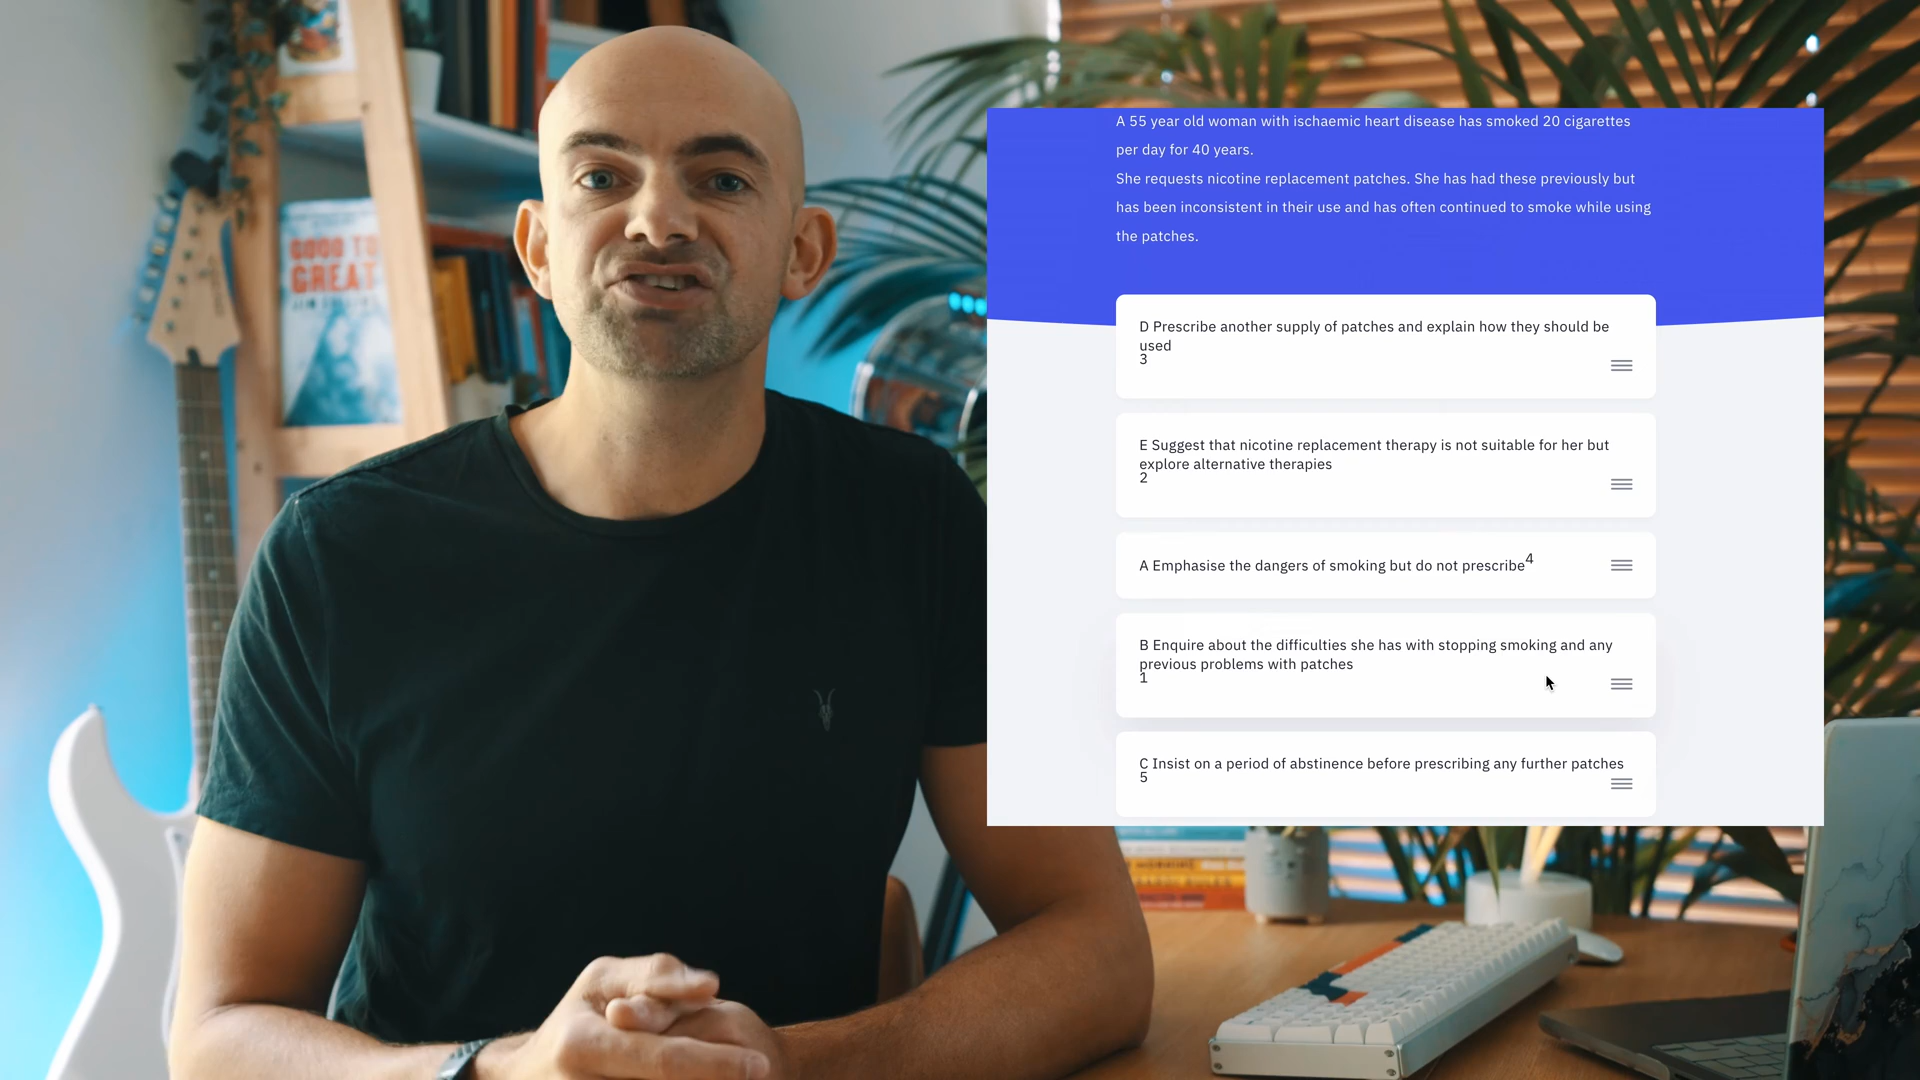 GOOD TO
GREAT
A 55 year old woman with ischaemic heart disease has smoked 20 cigarettes
per day for 40 years.
She requests nicotine replacement patches. She has had these previously but
has been inconsistent in their use and has often continued to smoke while using
the patches.
D Prescribe another supply of patches and explain how they should be
used
3
E Suggest that nicotine replacement therapy is not suitable for her but
explore alternative therapies
2
A Emphasise the dangers of smoking but do not prescribe4
B Enquire about the difficulties she has with stopping smoking and any
previous problems with patches
1
C Insist on a period of abstinence before prescribing any further patches
5